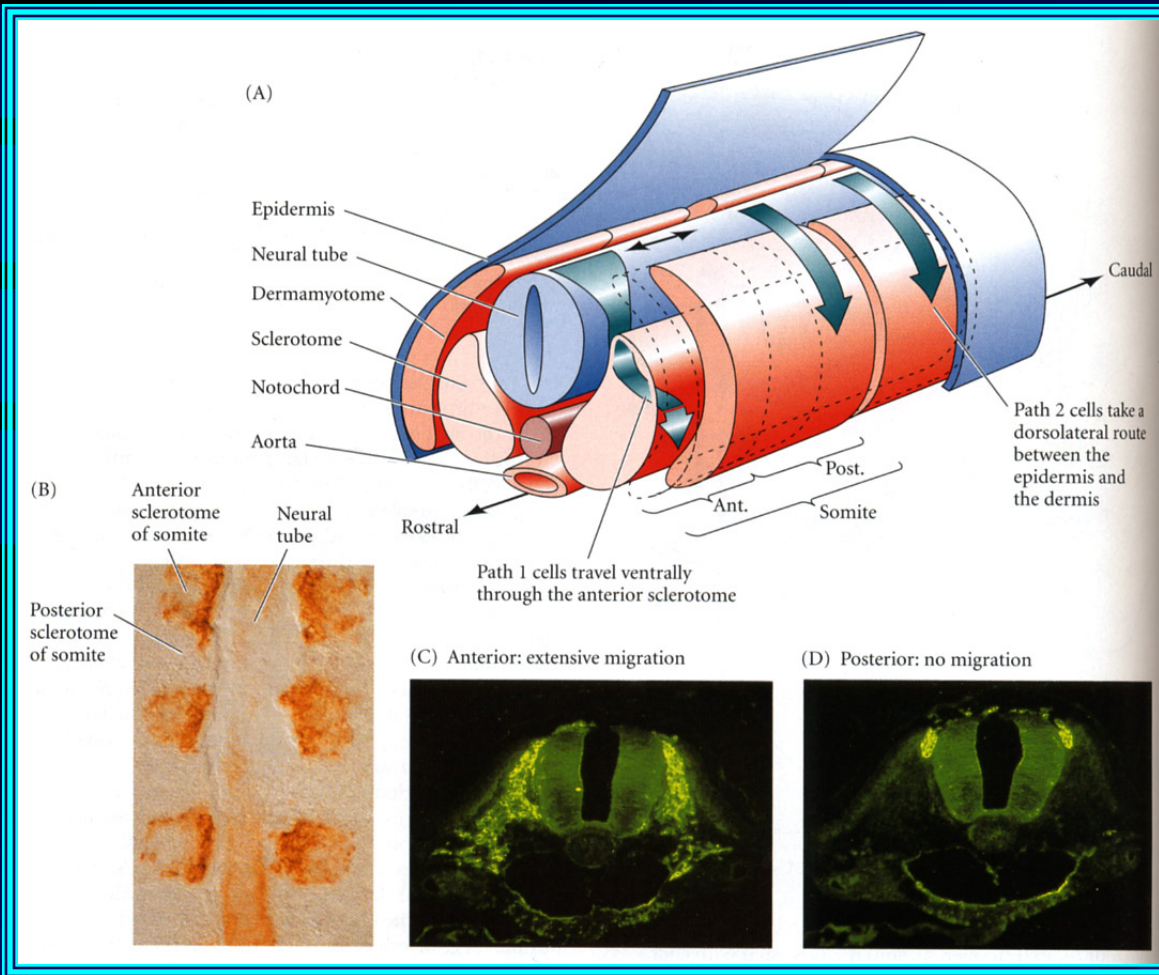 (A)
Epidermis
Neural tube
Dermamyotome
Sclerotome
Notochord
Aorta
Caudal
Path 2 cells take a
dorsolateral route
between the
epidermis and
the dermis
Post.
Ant.
Somite
Rostral
Path 1 cells travel ventrally
through the anterior sclerotome
(B)
Anterior
sclerotome
of somite
Neural
tube
Posterior
sclerotome
of somite
(C) Anterior: extensive migration
(D) Posterior: no migration